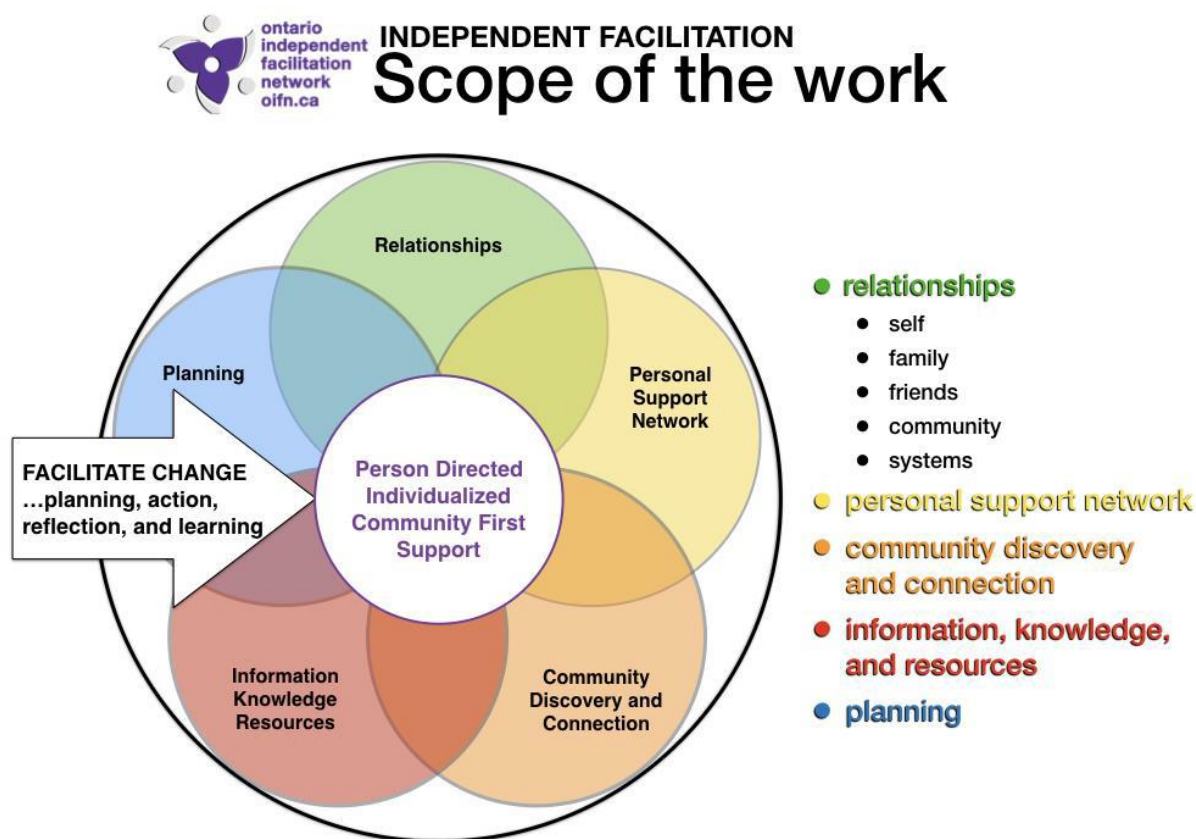 ontario
independent
facilitation
network
oifn.ca
INDEPENDENT FACILITATION
Scope of the work
Relationships
Planning
Personal
Support
Network
FACILITATE CHANGE
...planning, action,
reflection, and learning
Person Directed
Individualized
Community First
Support
Information
Knowledge
Resources
Community
Discovery and
Connection
relationships
self
family
friends
community
systems
personal support network
community discovery
and connection
information, knowledge,
and resources
planning